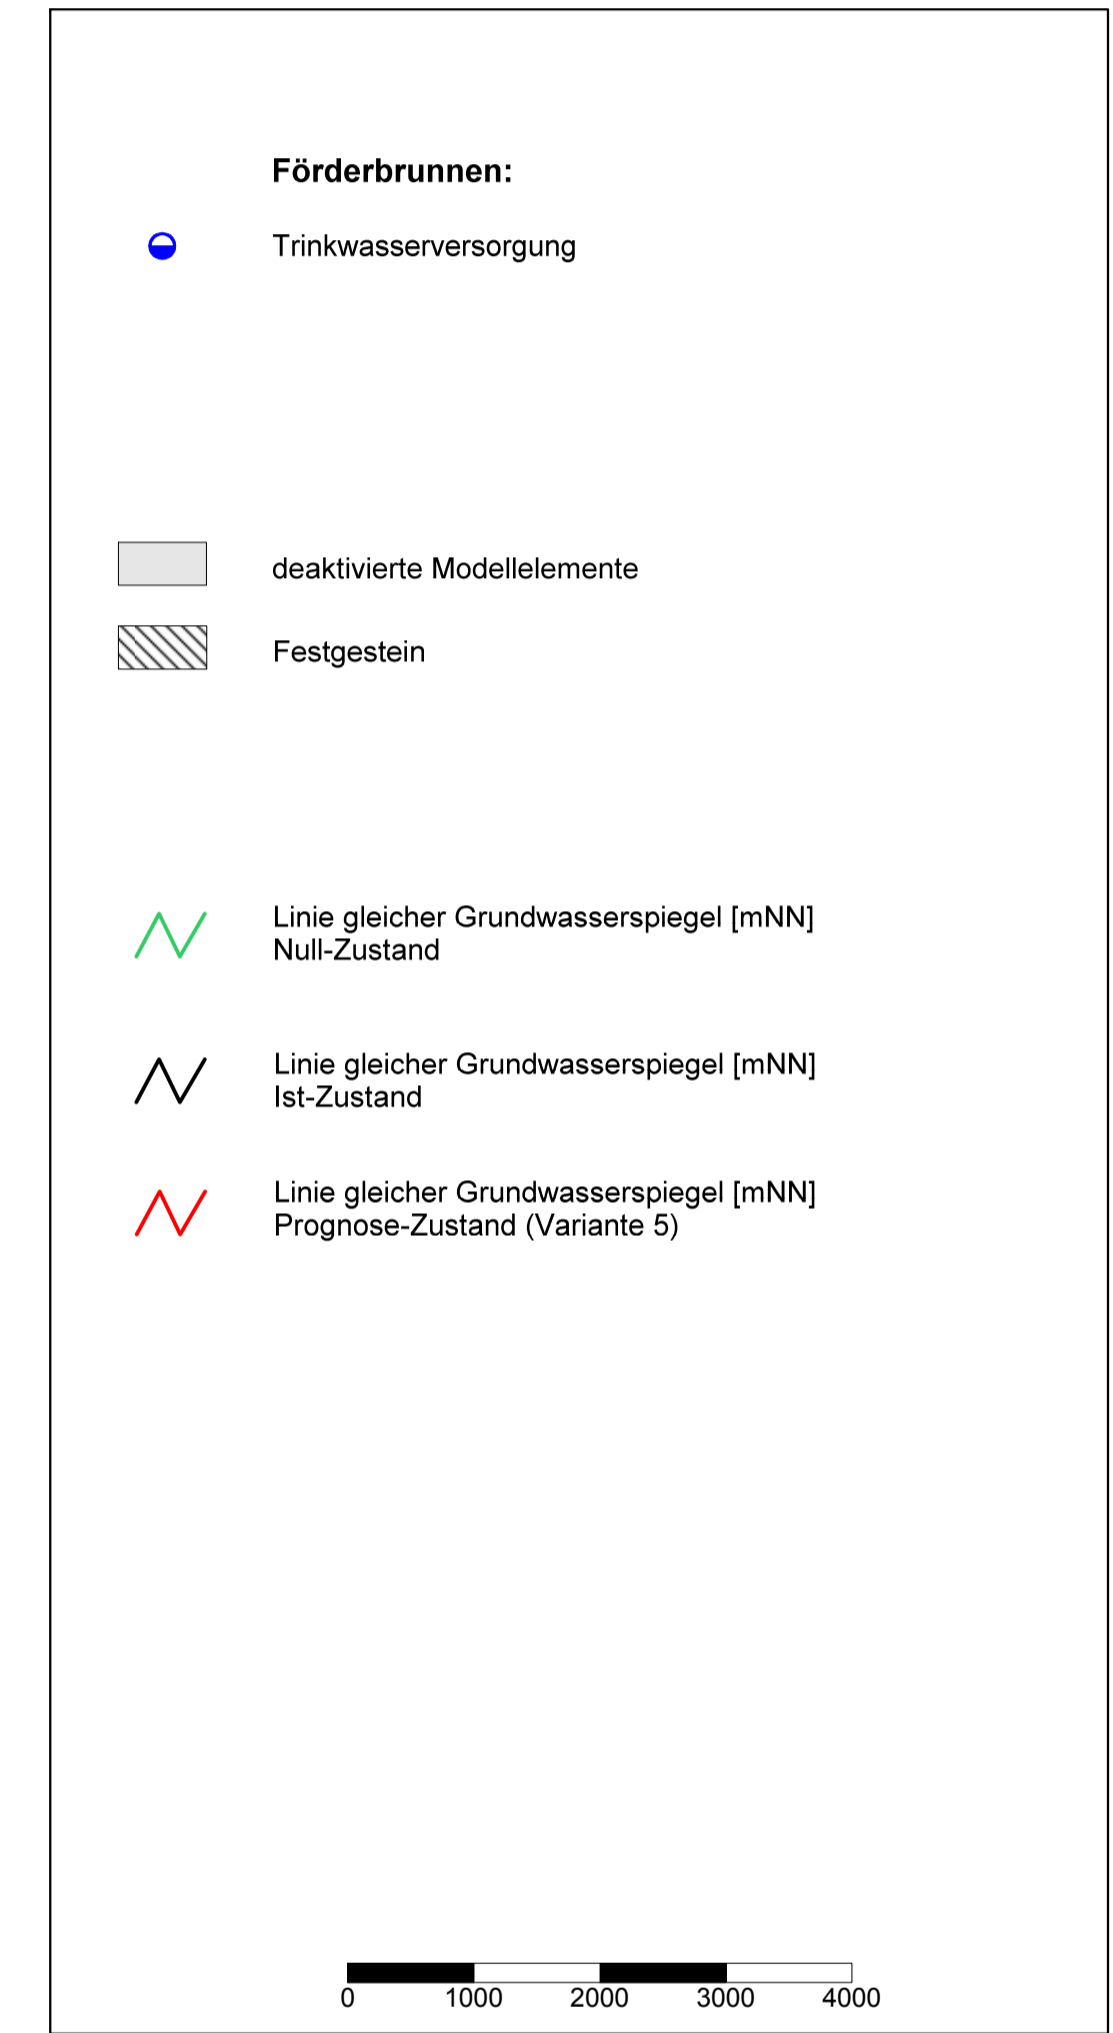 Förderbrunnen:
Trinkwasserversorgung
deaktivierte Modellelemente
Festgestein
Linie gleicher Grundwasserspiegel [mNN]
Null-Zustand
Linie gleicher Grundwasserspiegel [mNN]
Ist-Zustand
Linie gleicher Grundwasserspiegel [mNN]
Prognose-Zustand (Variante 5)
0 1000 2000 3000 4000